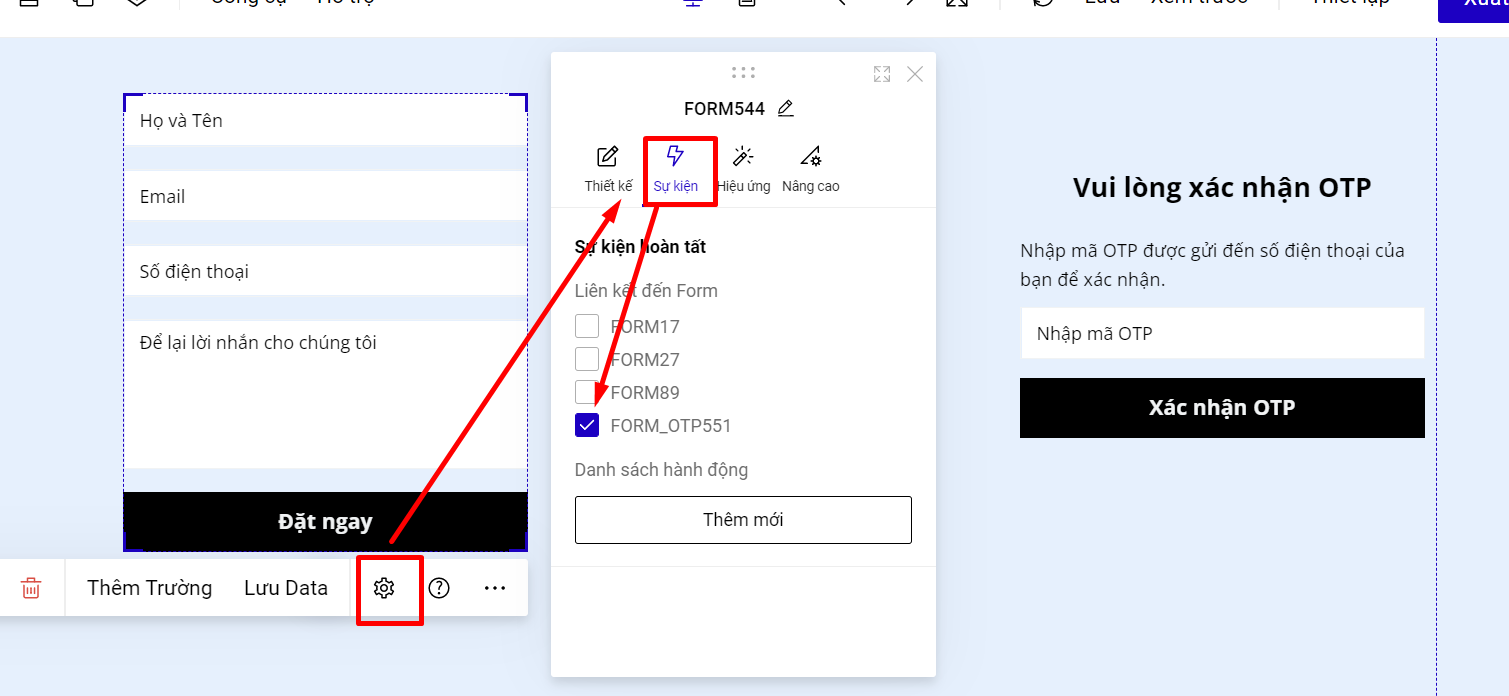 Công cụ Hỗ trợ
Lưu Xem trước Thiết lập
Họ và Tên
Email
Số điện thoại
Để lại lời nhắn cho chúng tôi
Đặt ngay
Thêm Trường Lưu Data
FORM544
Thiết kế Sự kiện Hiệu ứng Nâng cao
Sự kiện hoàn tất
Liên kết đến Form
FORM17
FORM27
FORM89
FORM_OTP551
Danh sách hành động
Thêm mới
Vui lòng xác nhận OTP
Nhập mã OTP được gửi đến số điện thoại của
bạn để xác nhận.
Nhập mã OTP
Xác nhận OTP